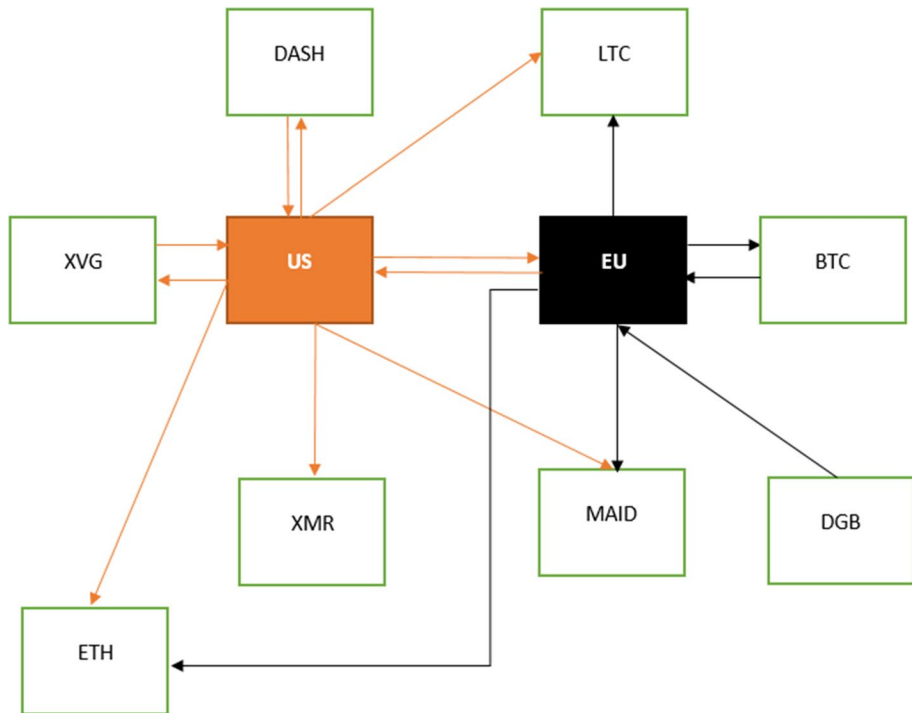 DASH
LTC
XVG
US
EU
BTC
XMR
MAID
DGB
ETH